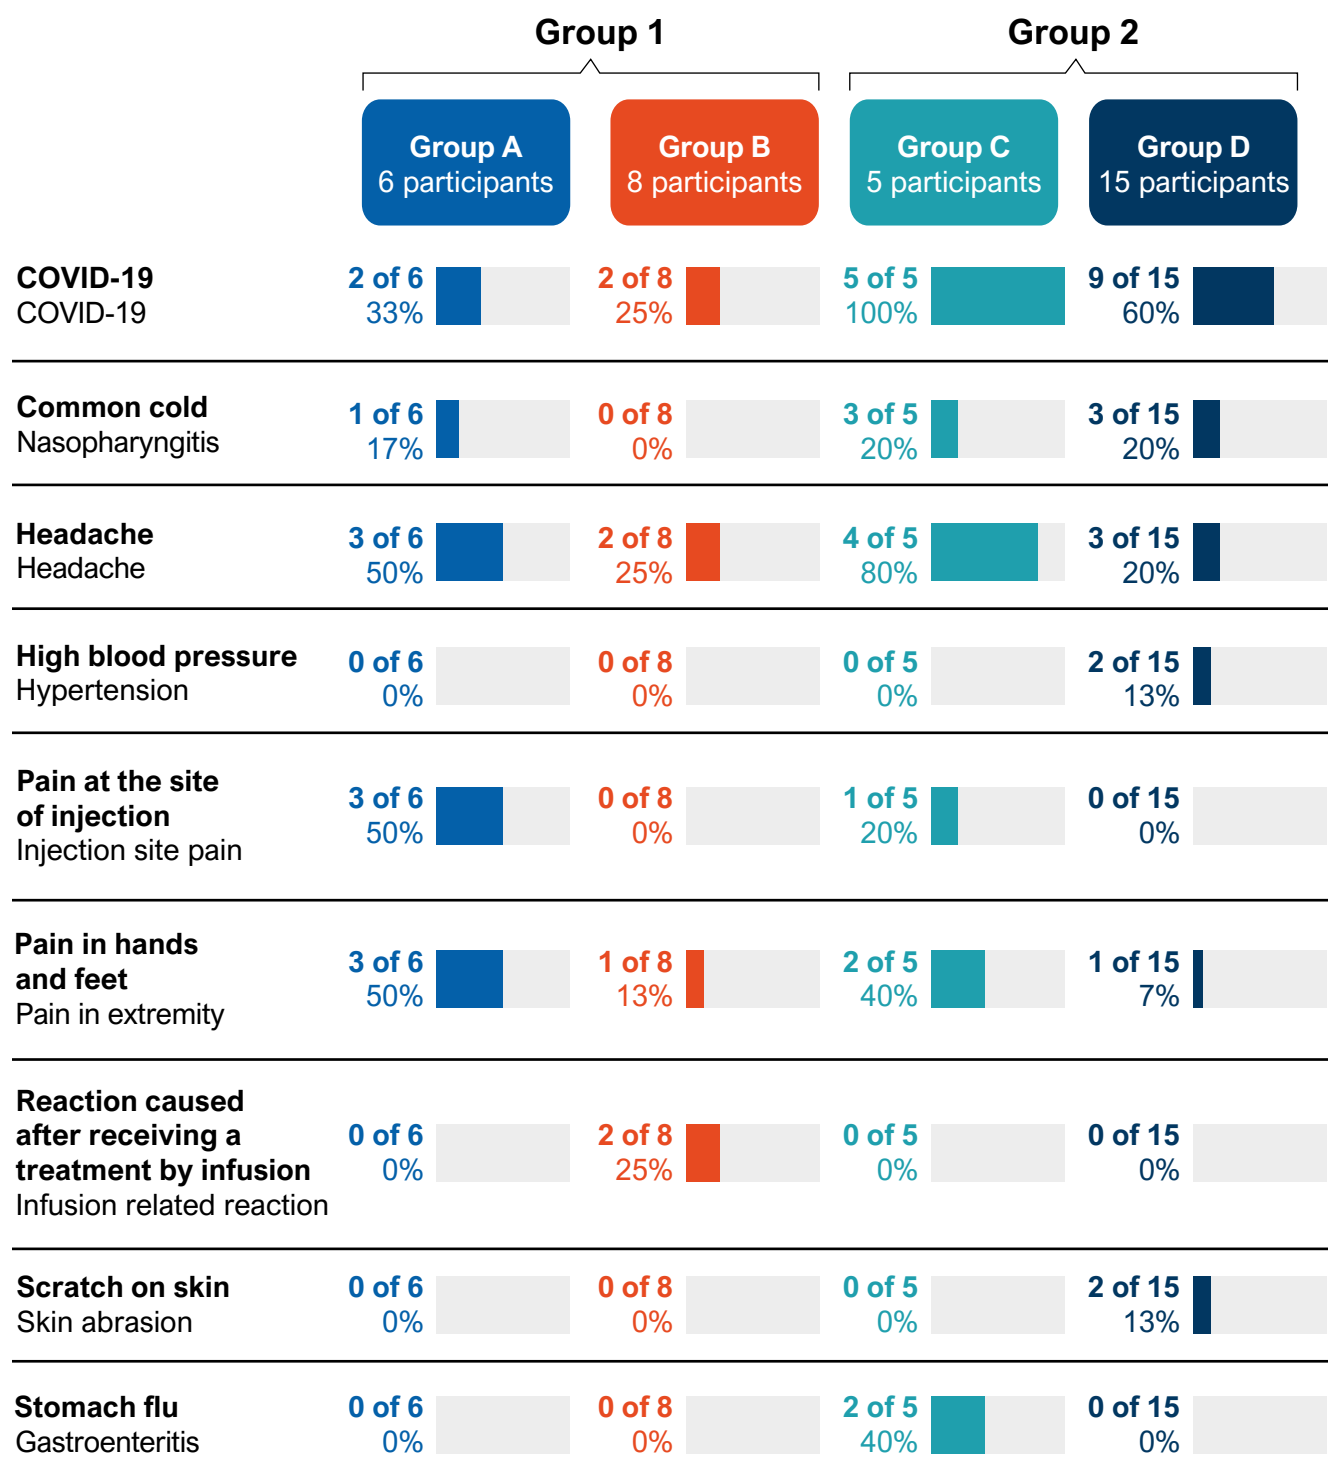 Group 1
Group 2
Group A
6 participants
Group B
8 participants
Group C
5 participants
Group D
15 participants
COVID-19
COVID-19
2 of 6
33%
2 of 8
25%
5 of 5
100%
9 of 15
60%
Common cold
Nasopharyngitis
1 of 6
17%
0 of 8
0%
3 of 5
20%
3 of 15
20%
Headache
Headache
3 of 6
50%
2 of 8
25%
4 of 5
80%
3 of 15
20%
High blood pressure
Hypertension
0 of 6
0%
0 of 8
0%
0 of 5
0%
2 of 15
13%
Pain at the site
of injection
Injection site pain
3 of 6
50%
0 of 8
0%
1 of 5
20%
0 of 15
0%
Pain in hands
and feet
Pain in extremity
3 of 6
50%
1 of 8
13%
2 of 5
40%
1 of 15
7%
Reaction caused
after receiving a
treatment by infusion
Infusion related reaction
0 of 6
0%
2 of 8
25%
0 of 5
0%
0 of 15
0%
Scratch on skin
Skin abrasion
0 of 6
0%
0 of 8
0%
0 of 5
0%
2 of 15
13%
Stomach flu
Gastroenteritis
0 of 6
0%
0 of 8
0%
2 of 5
40%
0 of 15
0%